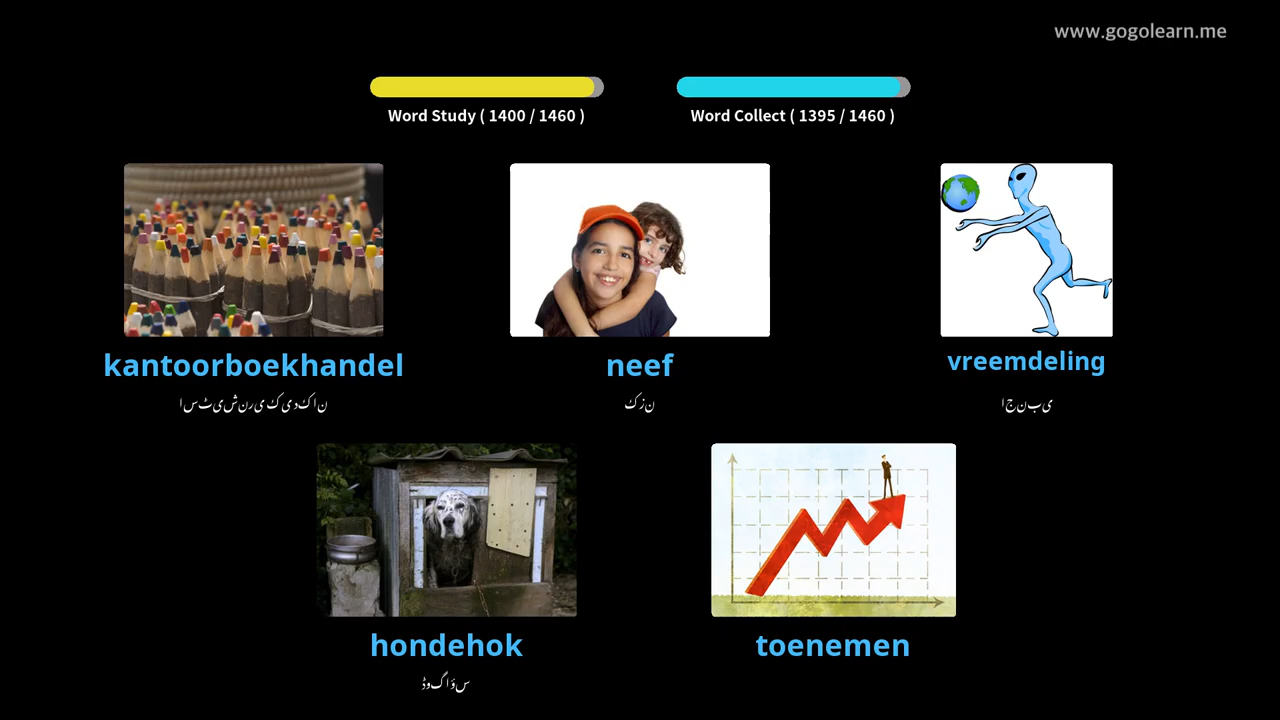 www.gogolearn.me
Word Study ( 1400 / 1460 )
Word Collect ( 1395 / 1460 )
kantoorboekhandel
اسٹیشنری کی دکان
neef
کزن
vreemdeling
اجنبی
hondehok
ڈوگاؤس
toenemen